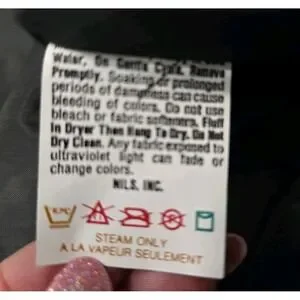 Water, On Gentle Cycle. Remove
Promptly. Soaking or prolonged
periods of dampness can cause
bleeding of colors. Do not use
bleach or fabric softeners. Fluff
In Dryer Then Hang To Dry. Do Not
Dry Clean. Any fabric exposed to
ultraviolet light can fade or
change colors.
NILS, INC.
STEAM ONLY
A LA VAPEUR SEULEMENT